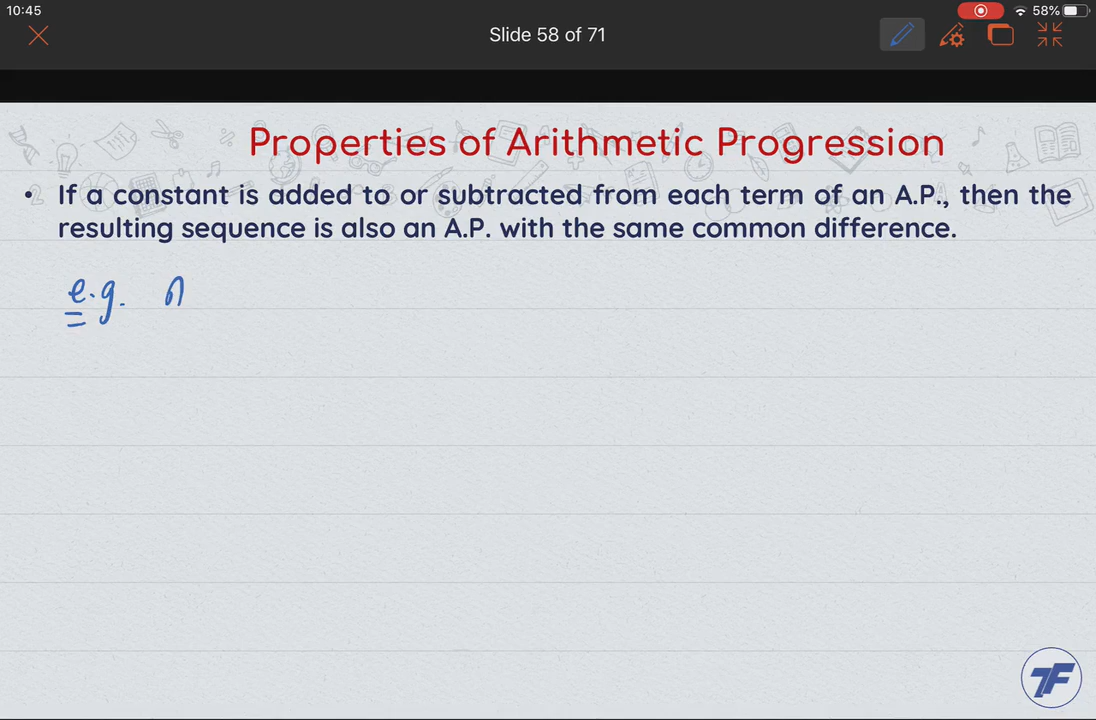 10:45
Slide 58 of 71
58%
Properties of Arithmetic Progression
• If a constant is added to or subtracted from each term of an A.P., then the
resulting sequence is also an A.P. with the same common difference.
e.g.
TF